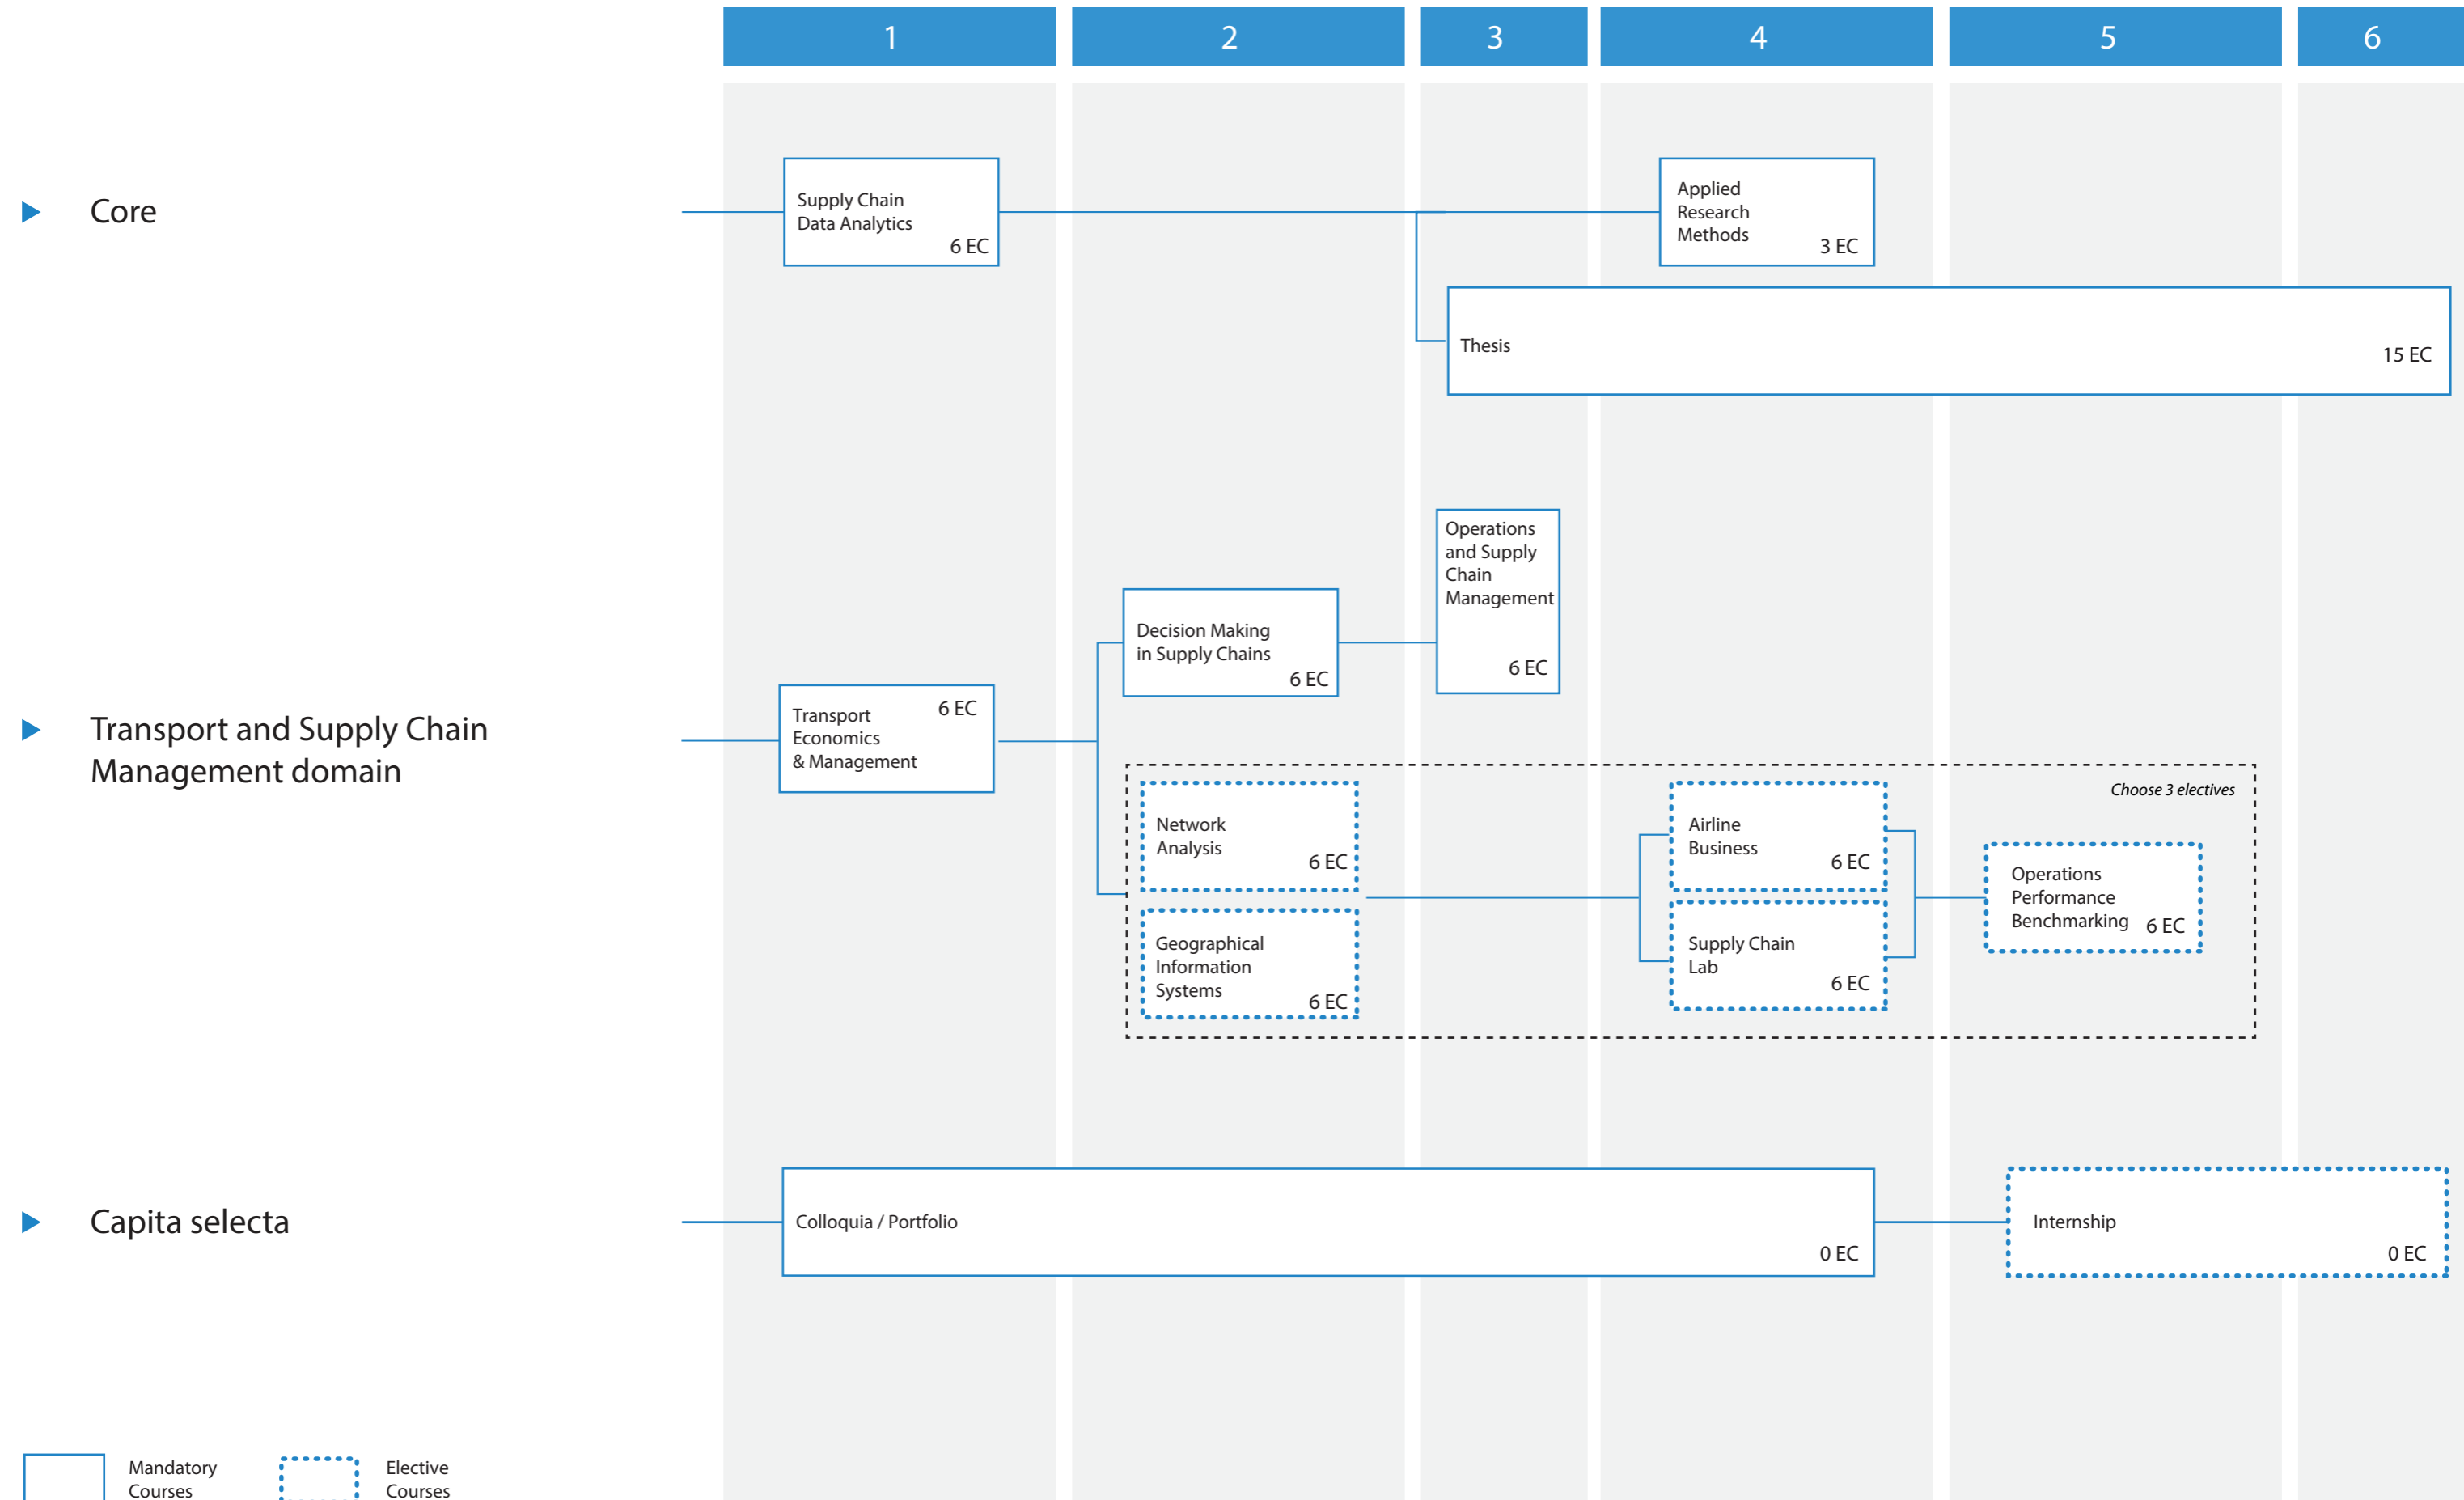 1 2 3 4 5 6
Core
Supply Chain
Data Analytics
6 EC
Applied
Research
Methods
3 EC
Thesis
15 EC
Transport and Supply Chain
Management domain
Transport
Economics
& Management
6 EC
Decision Making
in Supply Chains
6 EC
Operations
and Supply
Chain
Management
6 EC
Choose 3 electives
Network
Analysis
6 EC
Geographical
Information
Systems
6 EC
Airline
Business
6 EC
Supply Chain
Lab
6 EC
Operations
Performance
Benchmarking
6 EC
Capita selecta
Colloquia / Portfolio
0 EC
Internship
0 EC
Mandatory
Courses
Elective
Courses